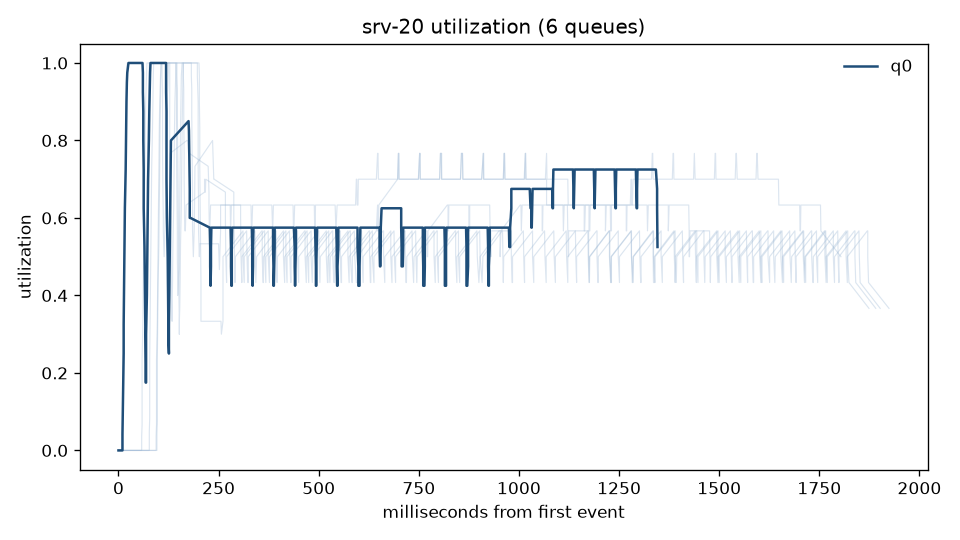 srv-20 utilization (6 queues)
q0
1.0
0.8
0.6
0.4
0.2
0.0
utilization
0 250 500 750 1000 1250 1500 1750 2000
milliseconds from first event